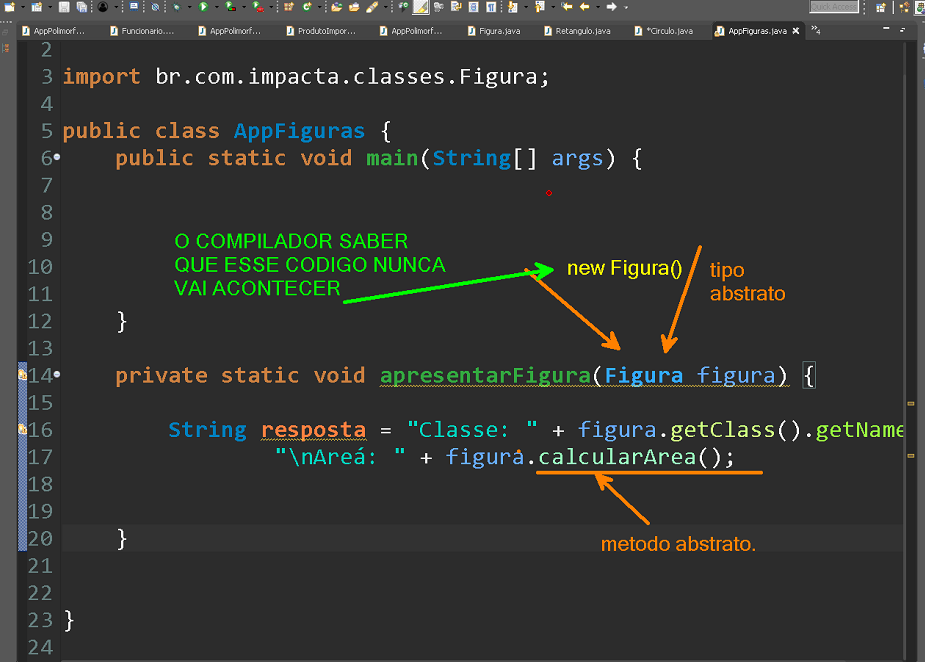 Quick Access
AppPolimorf... Funcionario.... AppPolimorf... ProdutoImpor... AppPolimorf... Figura.java Retangulo.java *Circulo.java AppFiguras.java
2
3 import br.com.impacta.classes.Figura;
4
5 public class AppFiguras {
6 public static void main(String[] args) {
7
8
9 O COMPILADOR SABER
10 QUE ESSE CODIGO NUNCA new Figura() tipo
11 VAI ACONTECER abstrato
12 }
13
14 private static void apresentarFigura(Figura figura) {
15
16 String resposta = "Classe: " + figura.getClass().getName
17 "\nAreá: " + figura.calcularArea();
18
19
20 }
metodo abstrato.
21
22
23 }
24